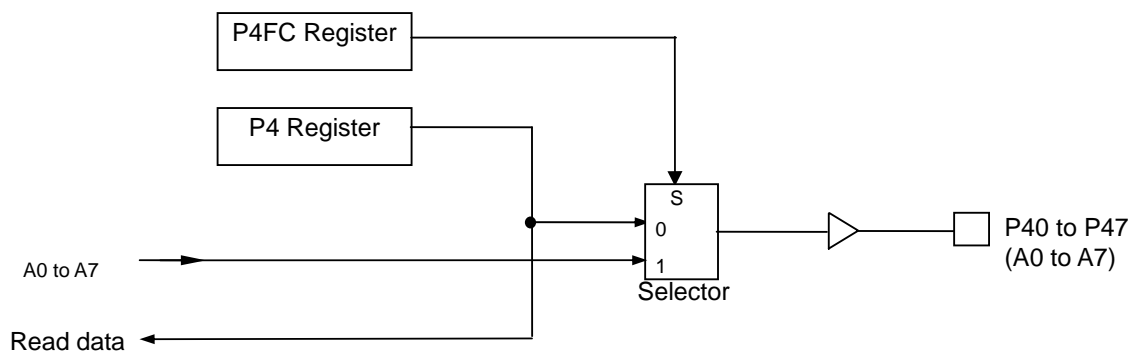 P4FC Register
P4 Register
S
0
1
Selector
P40 to P47
(A0 to A7)
A0 to A7
Read data